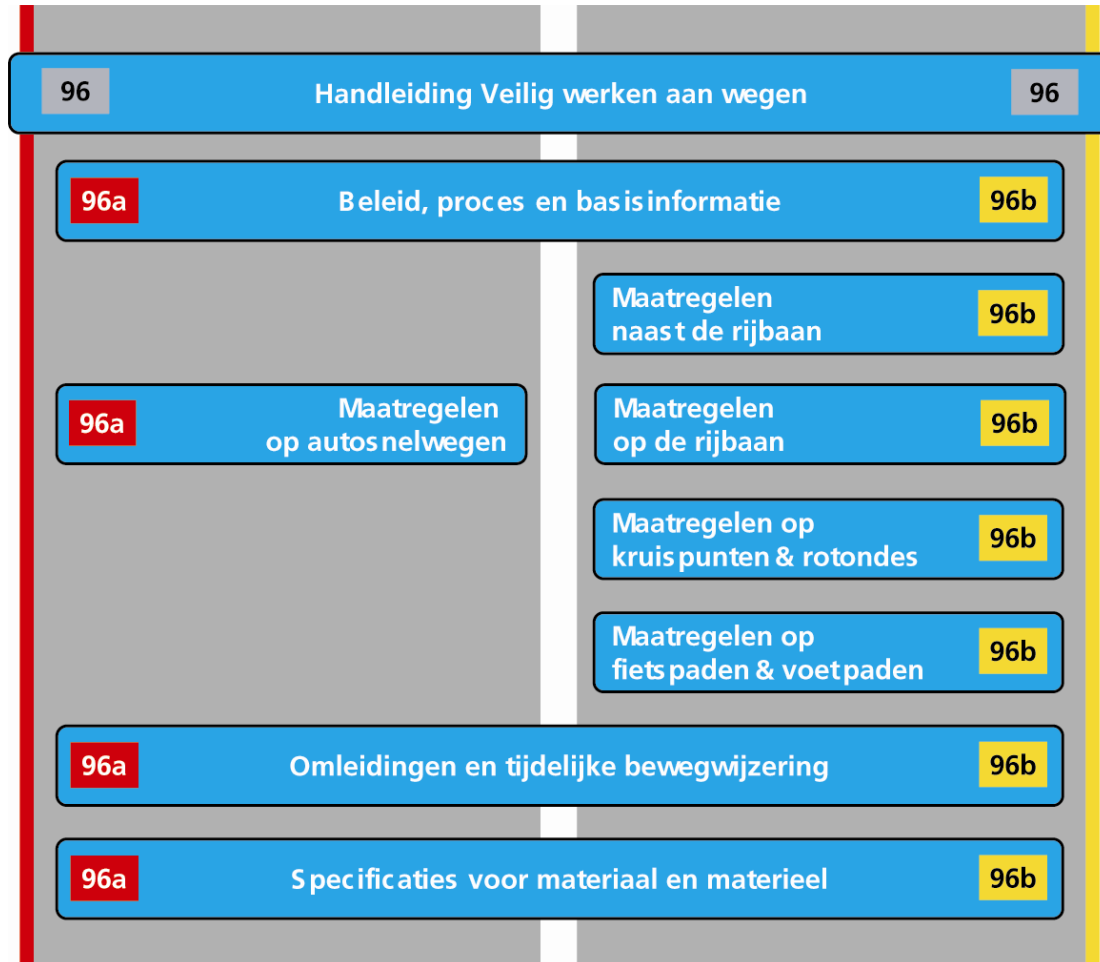 96 Handleiding Veilig werken aan wegen 96
96a Beleid, proces en basisinformatie 96b
Maatregelen
naast de rijbaan
96b
96a
Maatregelen
op autosnelwegen
Maatregelen
op de rijbaan
96b
Maatregelen op
kruispunten & rotondes
96b
Maatregelen op
fietspaden & voetpaden
96b
96a Omleidingen en tijdelijke bewegwijzering 96b
96a Specificaties voor materiaal en materieel 96b